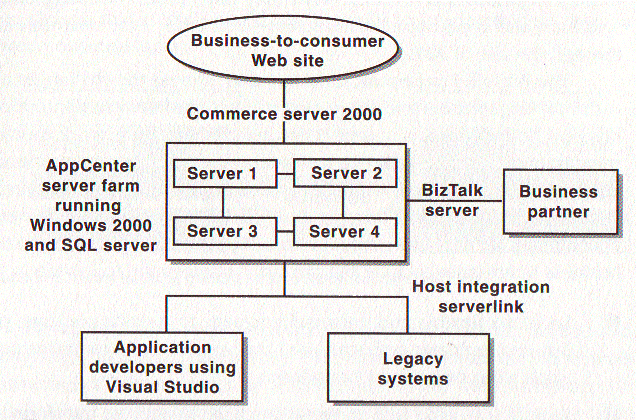 Business-to-consumer
Web site
Commerce server 2000
AppCenter
server farm
running
Windows 2000
and SQL server
Server 1
Server 2
Server 3
Server 4
BizTalk
server
Business
partner
Host integration
serverlink
Application
developers using
Visual Studio
Legacy
systems